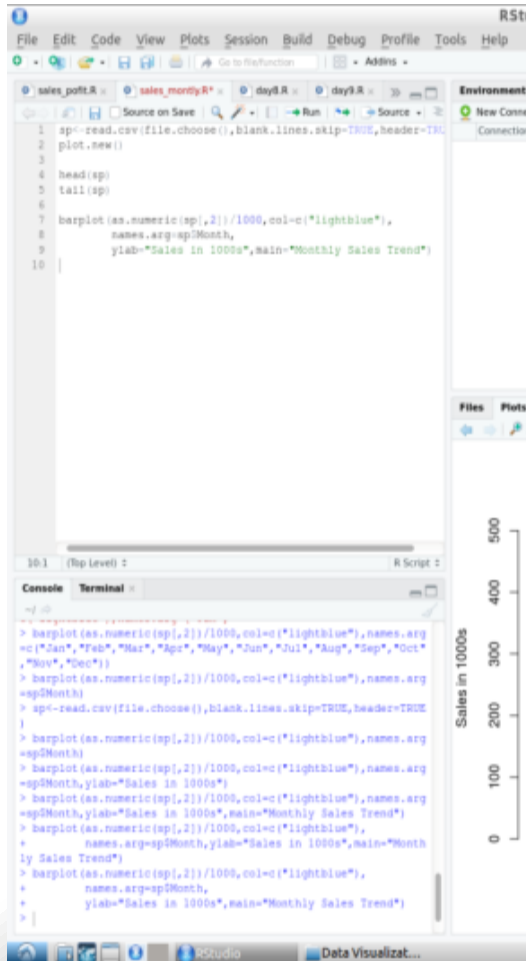 RStu
File Edit Code View Plots Session Build Debug Profile Tools Help
Go to file/function Addins
sales_pofit.R sales_montly.R* day8.R day9.R
Source on Save Run Source
1 sp<-read.csv(file.choose(),blank.lines.skip=TRUE,header=TRU
2 plot.new()
3
4 head(sp)
5 tail(sp)
6
7 barplot(as.numeric(sp[,2])/1000,col=c("lightblue"),
8 names.arg=sp$Month,
9 ylab="Sales in 1000s",main="Monthly Sales Trend")
10
10:1 (Top Level) R Script
Console Terminal
~/
> barplot(as.numeric(sp[,2])/1000,col=c("lightblue"),names.arg
=c("Jan","Feb","Mar","Apr","May","Jun","Jul","Aug","Sep","Oct"
,"Nov","Dec"))
> barplot(as.numeric(sp[,2])/1000,col=c("lightblue"),names.arg
=sp$Month)
> sp<-read.csv(file.choose(),blank.lines.skip=TRUE,header=TRUE
)
> barplot(as.numeric(sp[,2])/1000,col=c("lightblue"),names.arg
=sp$Month)
> barplot(as.numeric(sp[,2])/1000,col=c("lightblue"),names.arg
=sp$Month,ylab="Sales in 1000s")
> barplot(as.numeric(sp[,2])/1000,col=c("lightblue"),names.arg
=sp$Month,ylab="Sales in 1000s",main="Monthly Sales Trend")
> barplot(as.numeric(sp[,2])/1000,col=c("lightblue"),
+ names.arg=sp$Month,ylab="Sales in 1000s",main="Month
ly Sales Trend")
> barplot(as.numeric(sp[,2])/1000,col=c("lightblue"),
+ names.arg=sp$Month,
+ ylab="Sales in 1000s",main="Monthly Sales Trend")
>
Environment
New Conne
Connection
Files Plots
Sales in 1000s
500
400
300
200
100
0
RStudio Data Visualizat...